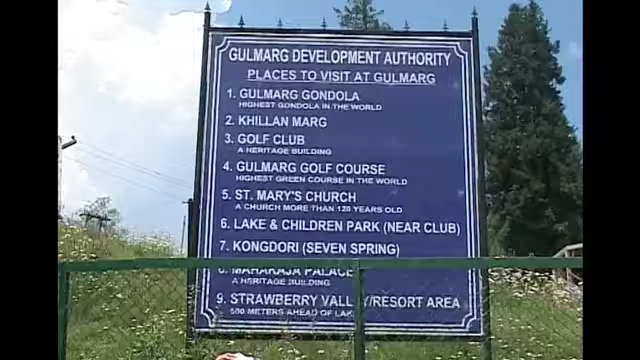 GULMARG DEVELOPMENT AUTHORITY
PLACES TO VISIT AT GULMARG
1. GULMARG GONDOLA
HIGHEST GONDOLA IN THE WORLD
2. KHILLAN MARG
3. GOLF CLUB
A HERITAGE BUILDING
4. GULMARG GOLF COURSE
HIGHEST GREEN COURSE IN THE WORLD
5. ST. MARY'S CHURCH
A CHURCH MORE THAN 120 YEARS OLD
6. LAKE & CHILDREN PARK (NEAR CLUB)
7. KONGDORI (SEVEN SPRING)
8. MAHARAJA PALACE
A HERITAGE BUILDING
9. STRAWBERRY VALLEY/RESORT AREA
METERS AHEAD OF LAKE